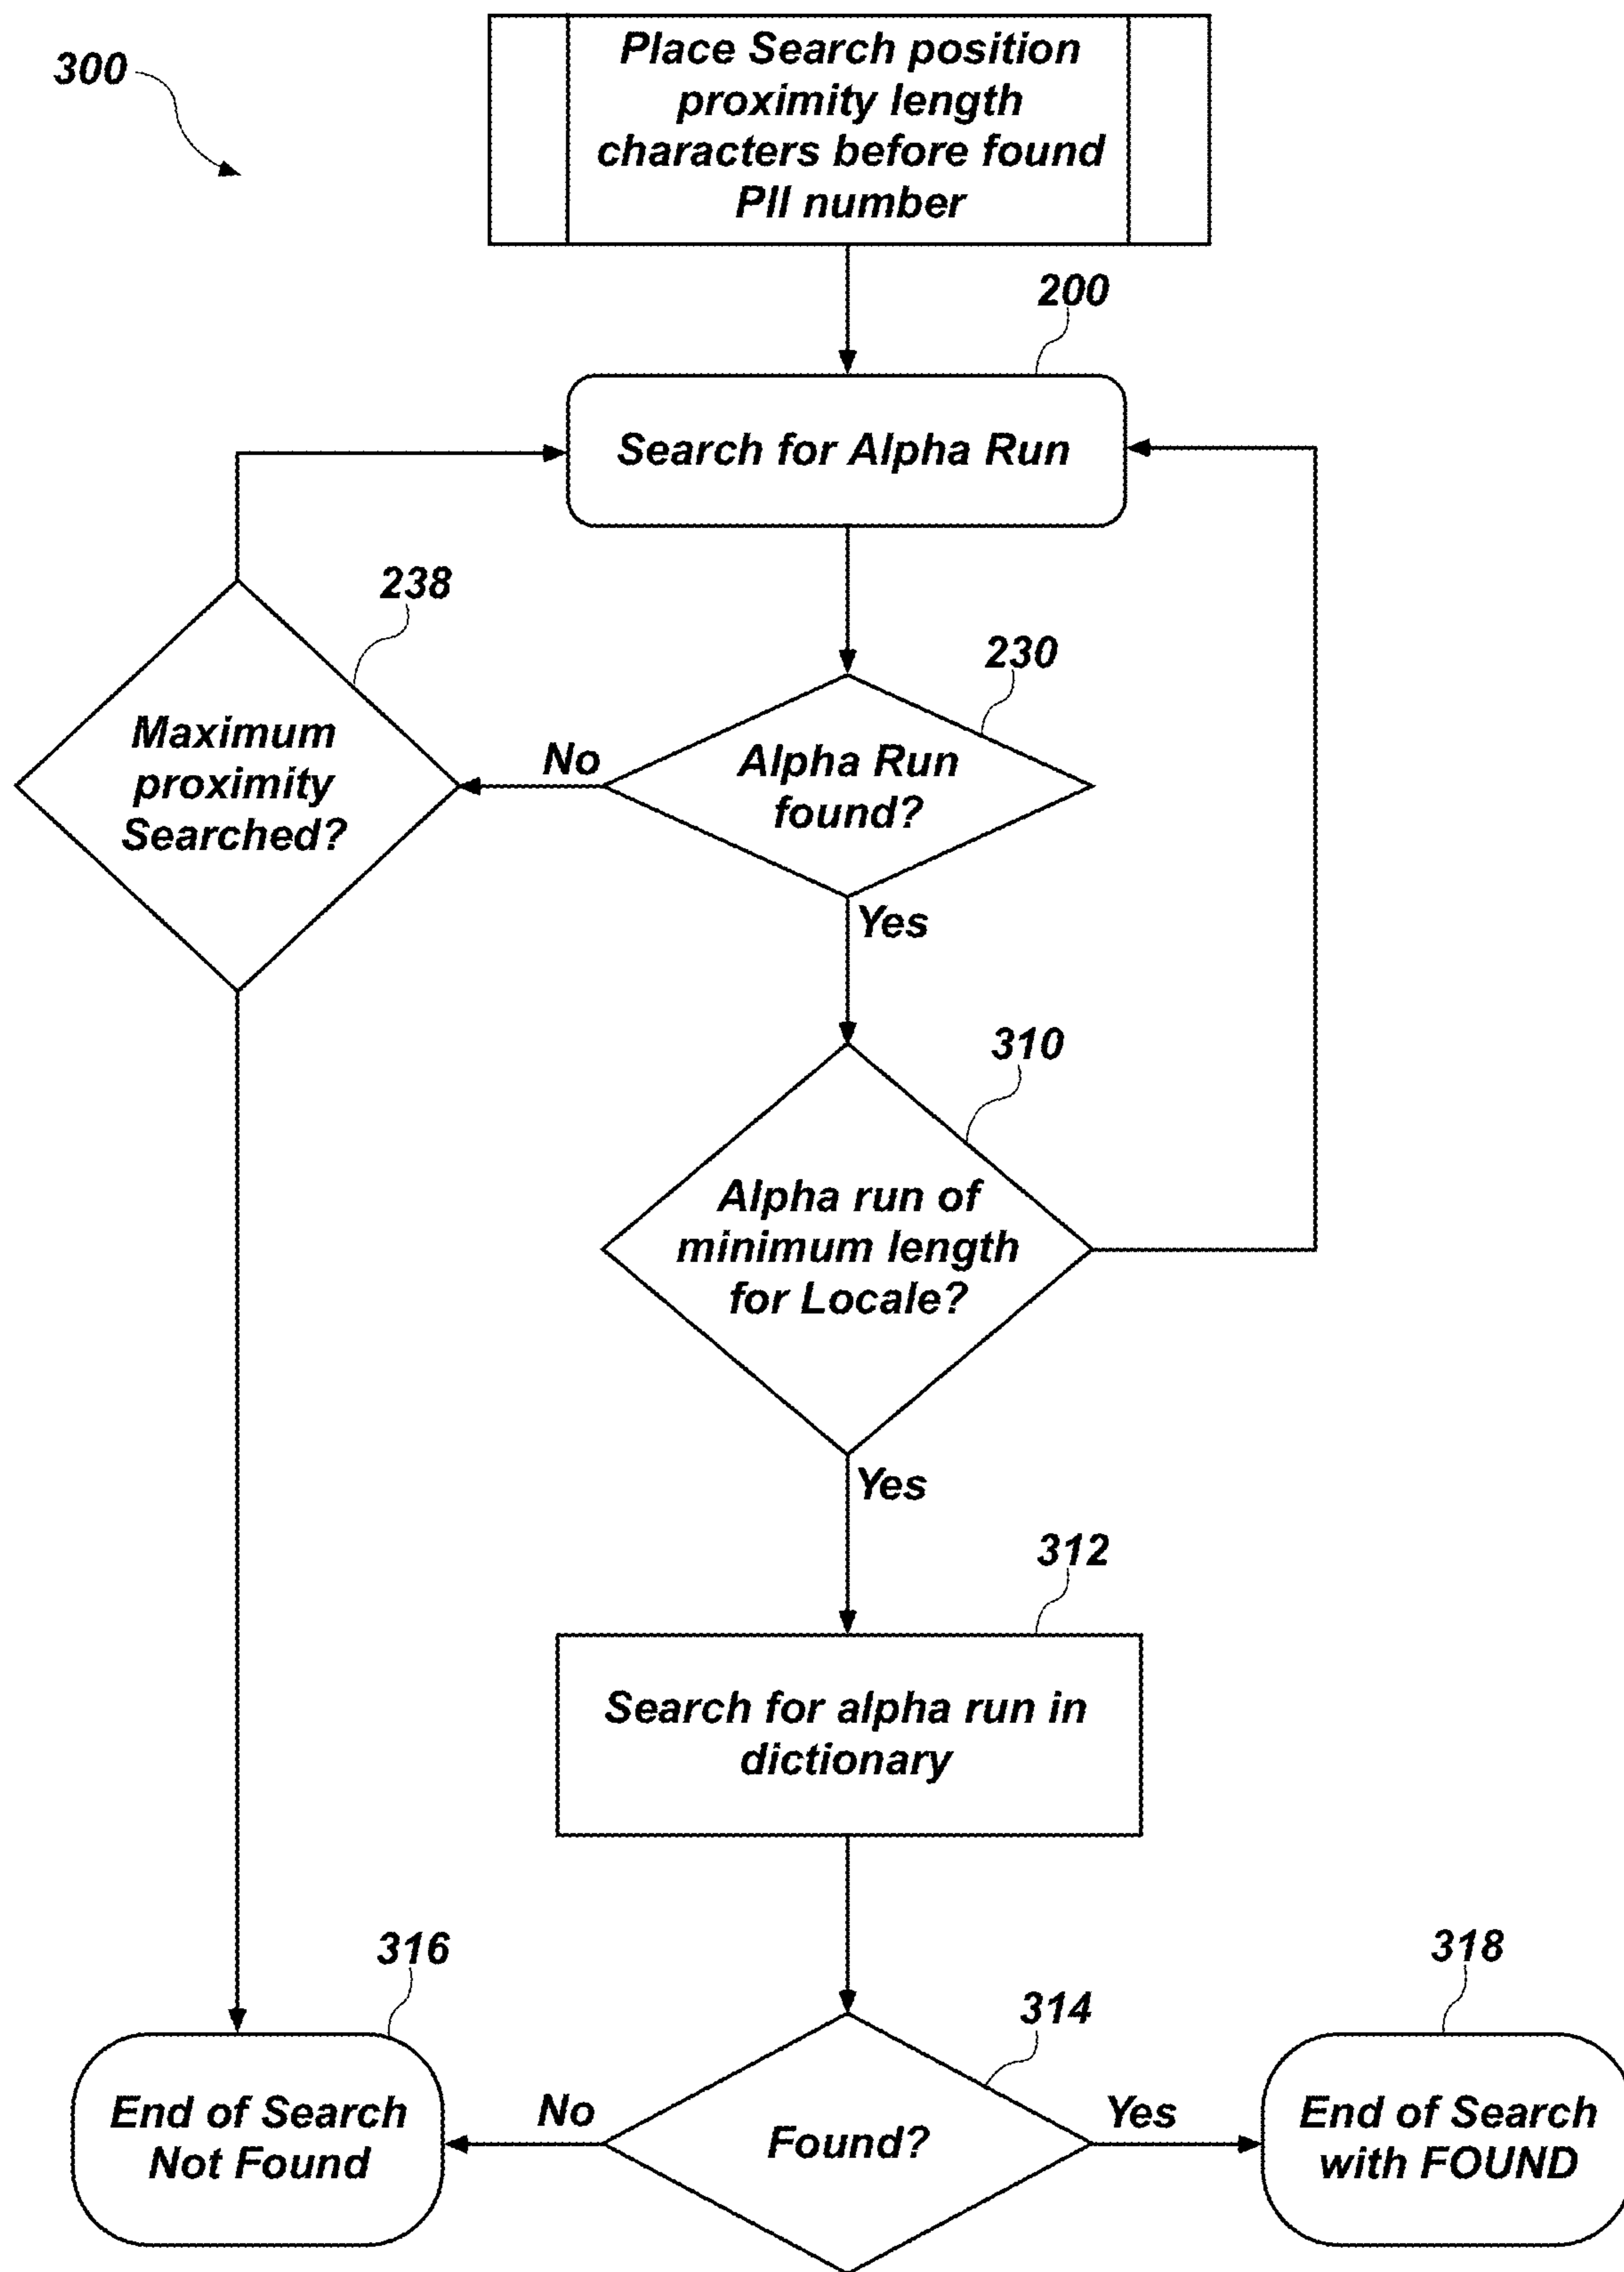 300
Place Search position
proximity length
characters before found
PII number
200
Search for Alpha Run
238
230
Maximum
proximity
Searched?
No
Alpha Run
found?
Yes
310
Alpha run of
minimum length
for Locale?
Yes
312
Search for alpha run in
dictionary
316
314
318
End of Search
Not Found
No
Found?
Yes
End of Search
with FOUND